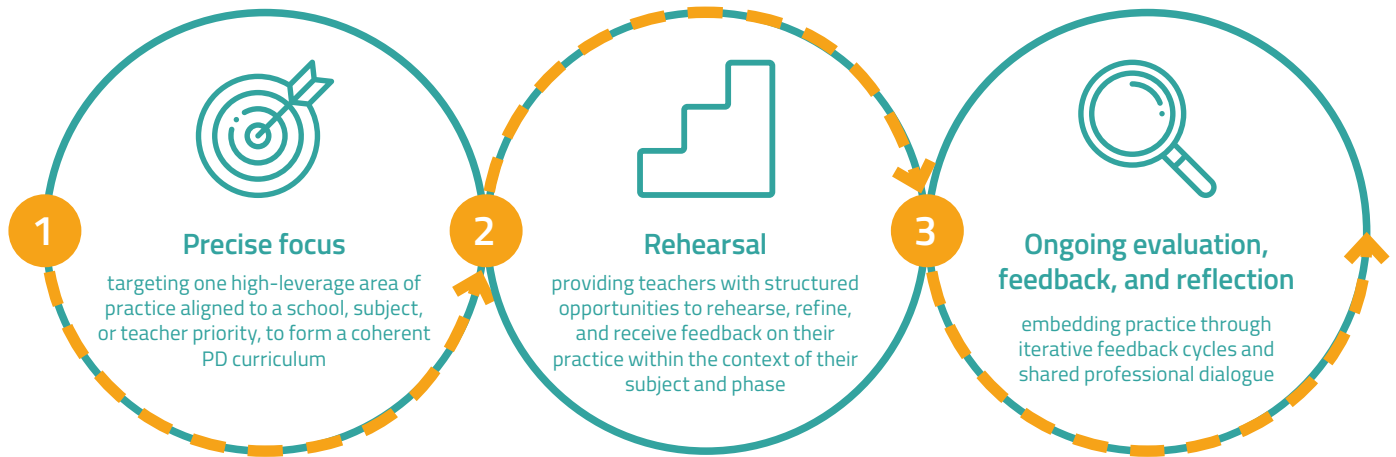 1
Precise focus
targeting one high-leverage area of
practice aligned to a school, subject,
or teacher priority, to form a coherent
PD curriculum
2
Rehearsal
providing teachers with structured
opportunities to rehearse, refine,
and receive feedback on their
practice within the context of their
subject and phase
3
Ongoing evaluation,
feedback, and reflection
embedding practice through
iterative feedback cycles and
shared professional dialogue